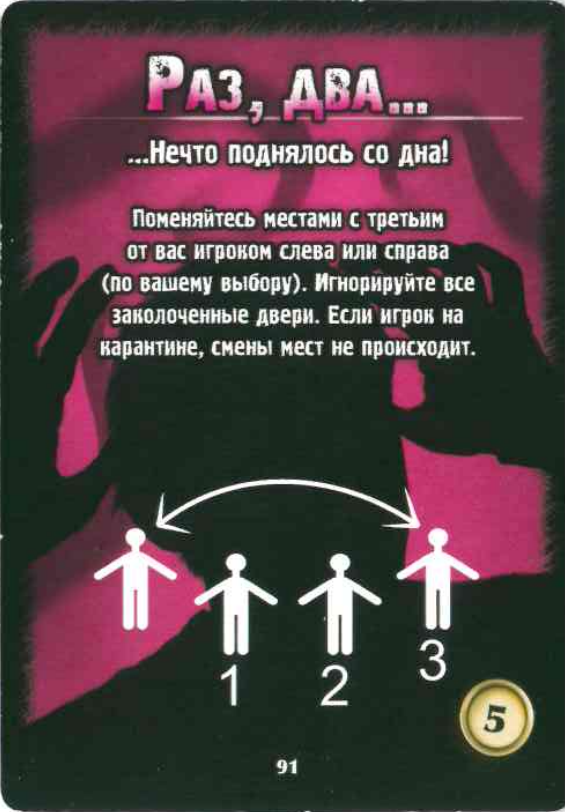 Раз, два...
...Нечто поднялось со дна!
Поменяйтесь местами с третьим
от вас игроком слева или справа
(по вашему выбору). Игнорируйте все
заколоченные двери. Если игрок на
карантине, смены мест не происходит.
1 2 3
5
91